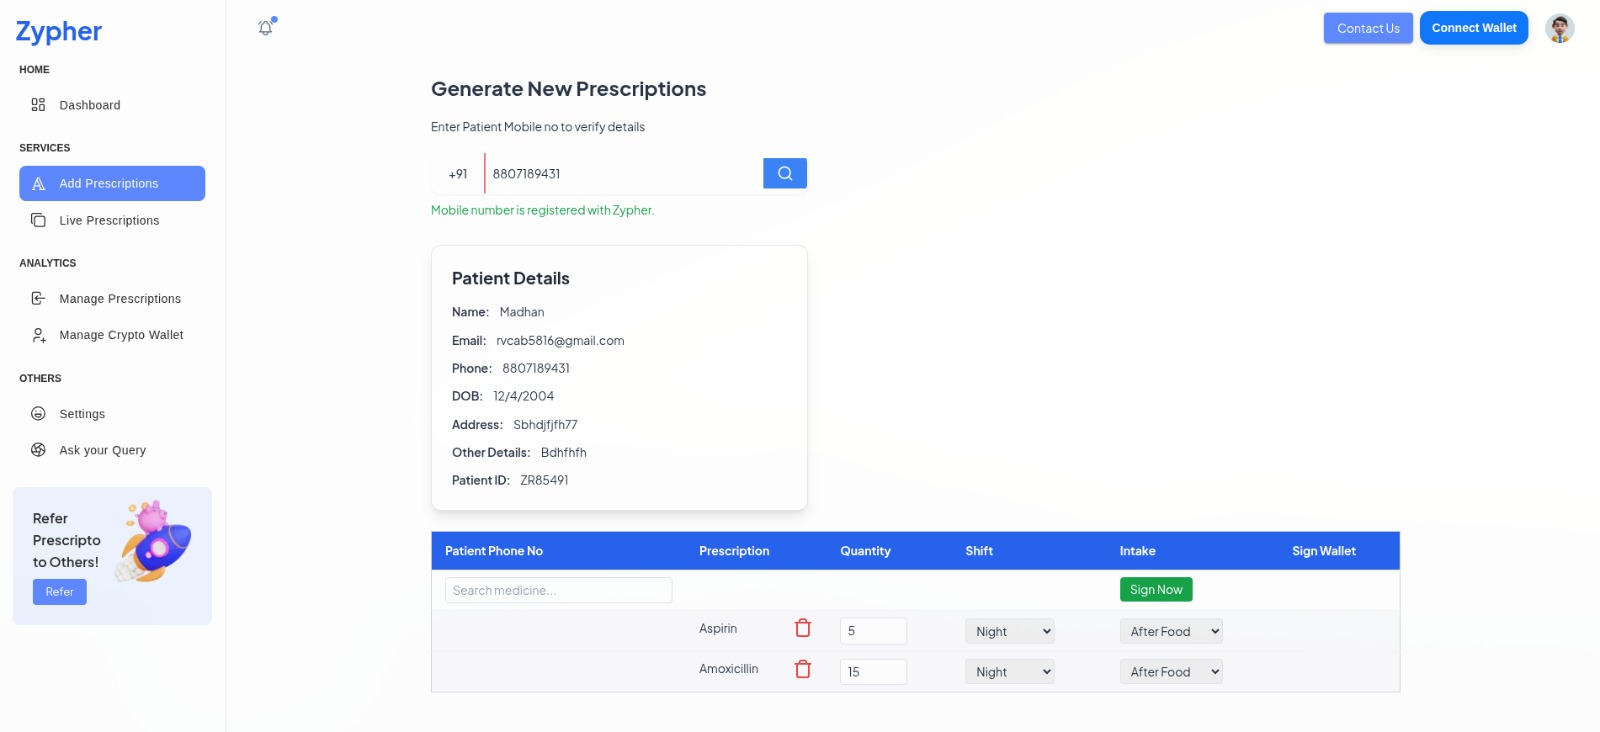 Zypher
Contact Us
Connect Wallet
HOME
Dashboard
SERVICES
Add Prescriptions
Live Prescriptions
ANALYTICS
Manage Prescriptions
Manage Crypto Wallet
OTHERS
Settings
Ask your Query
Refer
Prescripto
to Others!
Refer
Generate New Prescriptions
Enter Patient Mobile no to verify details
+91 8807189431
Mobile number is registered with Zypher.
Patient Details
Name: Madhan
Email: rvcab5816@gmail.com
Phone: 8807189431
DOB: 12/4/2004
Address: Sbhdjfjfh77
Other Details: Bdhfhfh
Patient ID: ZR85491
Patient Phone No Prescription Quantity Shift Intake Sign Wallet
Search medicine... Sign Now
Aspirin 5 Night After Food
Amoxicillin 15 Night After Food